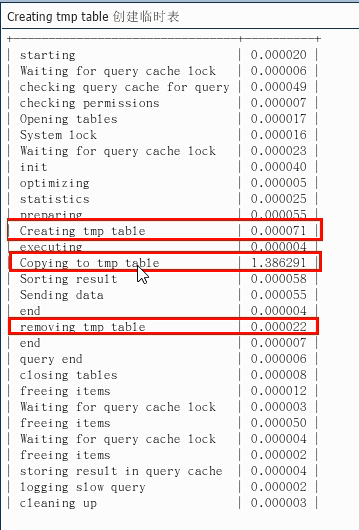 Creating tmp table 创建临时表
+--------------------------------+----------+
| starting | 0.000020 |
| Waiting for query cache lock | 0.000006 |
| checking query cache for query | 0.000049 |
| checking permissions | 0.000007 |
| Opening tables | 0.000017 |
| System lock | 0.000016 |
| Waiting for query cache lock | 0.000023 |
| init | 0.000040 |
| optimizing | 0.000005 |
| statistics | 0.000025 |
| preparing | 0.000055 |
| Creating tmp table | 0.000071 |
| executing | 0.000004 |
| Copying to tmp table | 1.386291 |
| Sorting result | 0.000058 |
| Sending data | 0.000055 |
| end | 0.000004 |
| removing tmp table | 0.000022 |
| end | 0.000007 |
| query end | 0.000006 |
| closing tables | 0.000008 |
| freeing items | 0.000012 |
| Waiting for query cache lock | 0.000003 |
| freeing items | 0.000050 |
| Waiting for query cache lock | 0.000004 |
| freeing items | 0.000002 |
| storing result in query cache | 0.000004 |
| logging slow query | 0.000002 |
| cleaning up | 0.000003 |